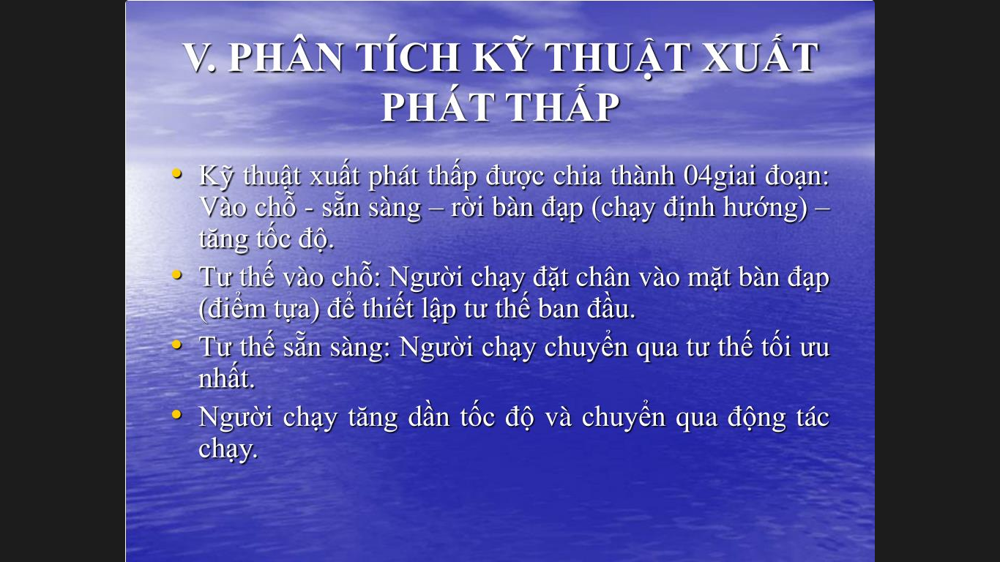 V. PHÂN TÍCH KỸ THUẬT XUẤT
PHÁT THẤP
• Kỹ thuật xuất phát thấp được chia thành 04giai đoạn:
Vào chỗ - sẵn sàng – rời bàn đạp (chạy định hướng) –
tăng tốc độ.
• Tư thế vào chỗ: Người chạy đặt chân vào mặt bàn đạp
(điểm tựa) để thiết lập tư thế ban đầu.
• Tư thế sẵn sàng: Người chạy chuyển qua tư thế tối ưu
nhất.
• Người chạy tăng dần tốc độ và chuyển qua động tác
chạy.